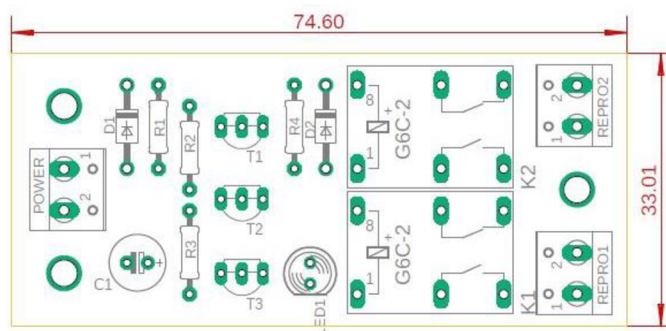 74.60
33.01
POWER
1
2
D1
R1
R2
R3
C1
+
T1
T2
T3
R4
D2
ED1
8
1
+
G6C-2
K2
8
1
+
G6C-2
K1
2
1
REPRO2
2
1
REPRO1